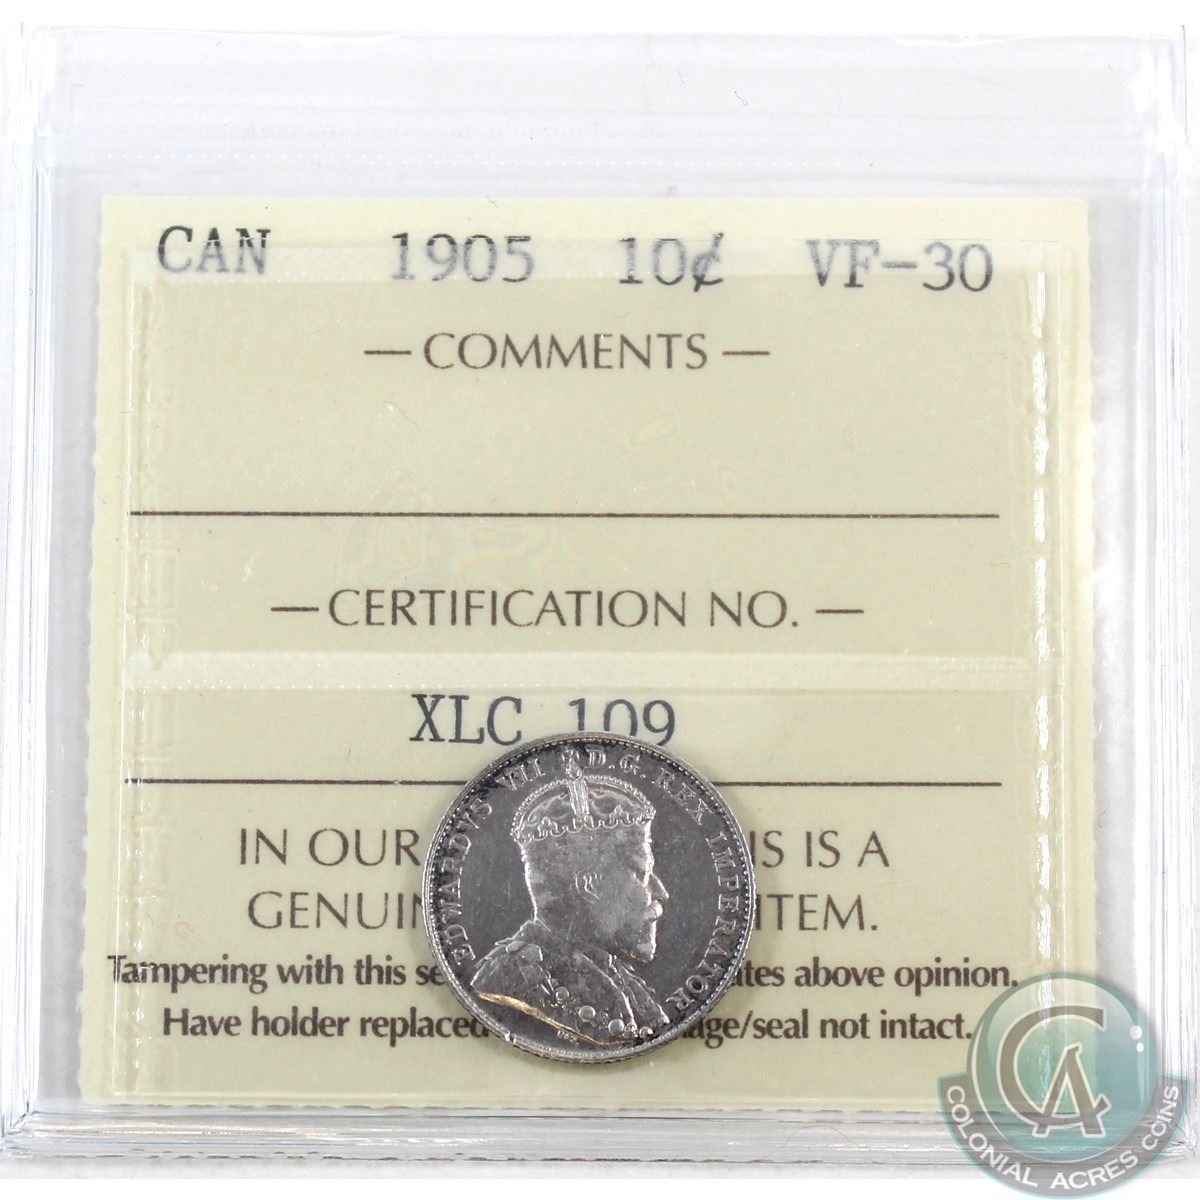 CAN 1905 10¢ VF-30
— COMMENTS —
— CERTIFICATION NO. —
XLC 109
EDWARDVS VII D.G. REX IMPERATOR
IN OUR IS IS A
GENUIN ITEM.
Tampering with this se ates above opinion.
Have holder replaced age/seal not intact.
CA
COLONIAL ACRES COINS